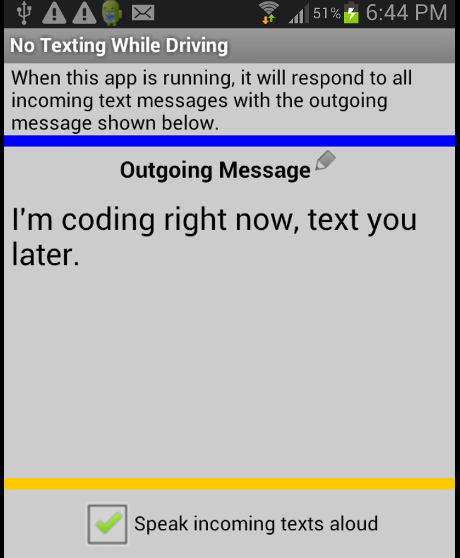 51% 6:44 PM
No Texting While Driving
When this app is running, it will respond to all
incoming text messages with the outgoing
message shown below.
Outgoing Message
I'm coding right now, text you
later.
Speak incoming texts aloud